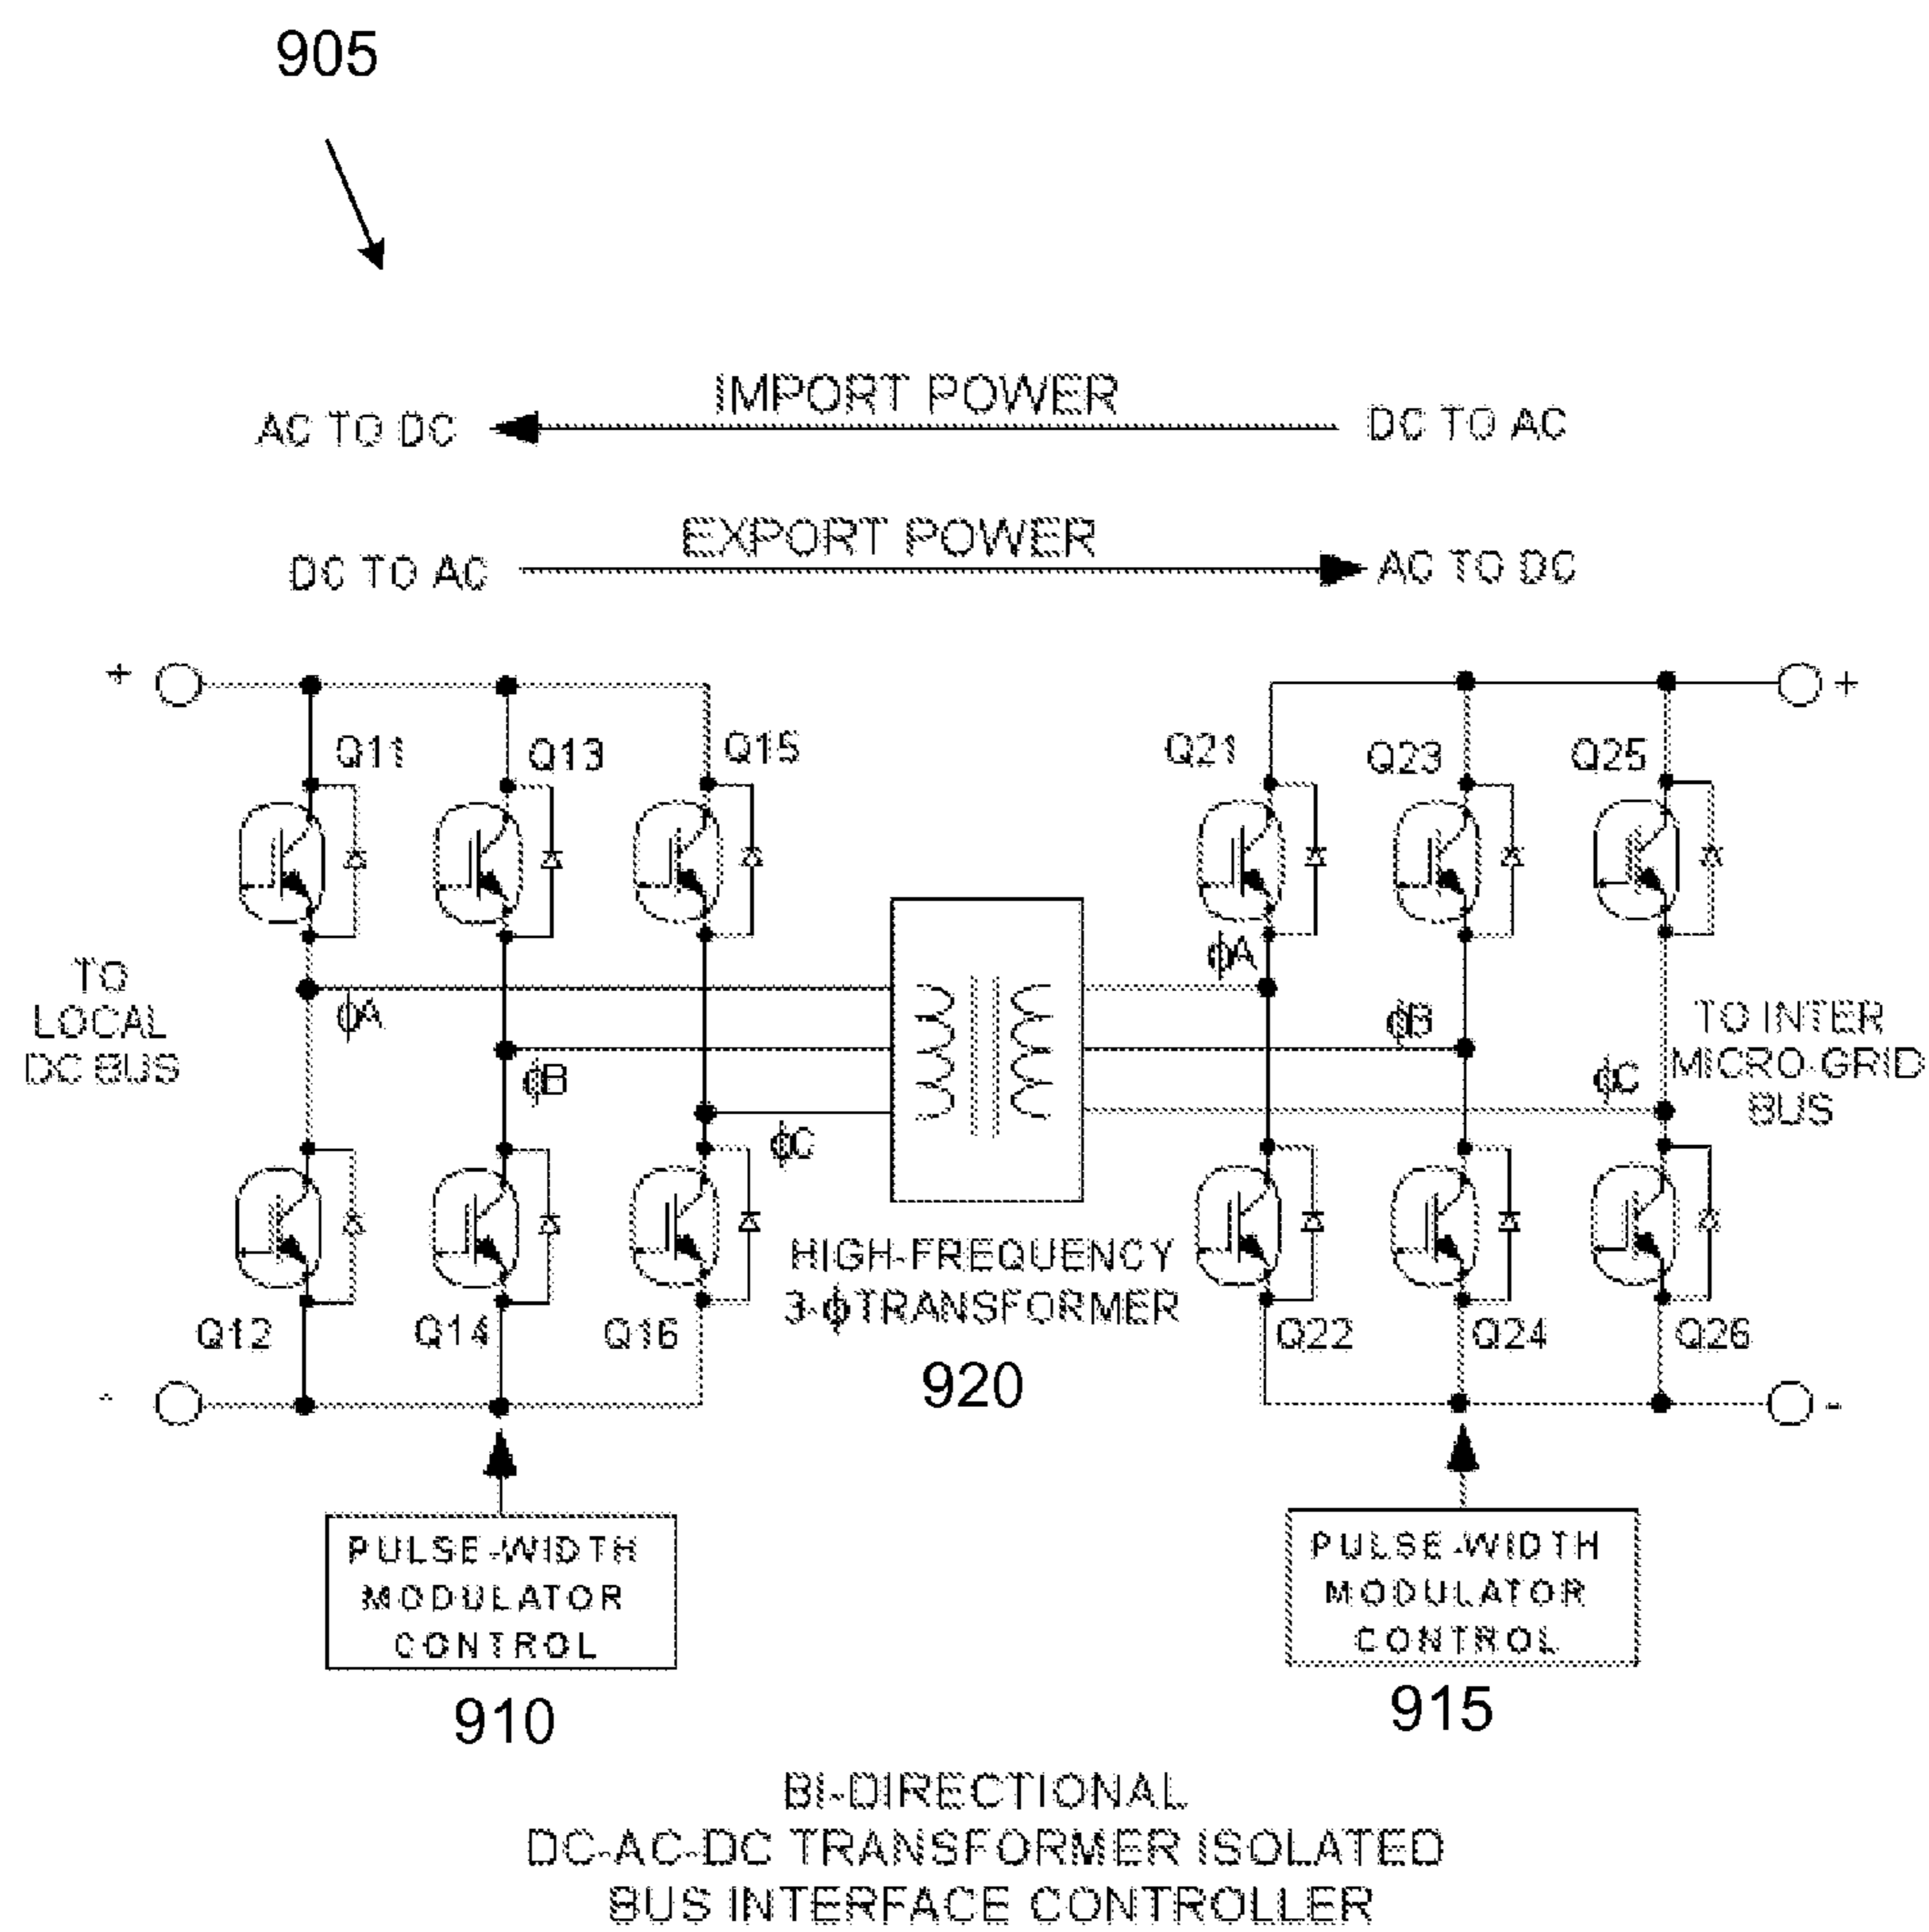 905
IMPORT POWER
AC TO DC
DC TO AC
EXPORT POWER
DC TO AC
AC TO DC
+
+
Q11
Q13
Q15
Q21
Q23
Q25
TO
LOCAL
DC BUS
ϕA
ϕB
ϕC
ϕA
ϕB
ϕC
TO INTER
MICRO-GRID
BUS
HIGH-FREQUENCY
3-ϕ TRANSFORMER
920
Q12
Q14
Q16
Q22
Q24
Q26
-
-
PULSE-WIDTH
MODULATOR
CONTROL
910
PULSE-WIDTH
MODULATOR
CONTROL
915
BI-DIRECTIONAL
DC-AC-DC TRANSFORMER ISOLATED
BUS INTERFACE CONTROLLER